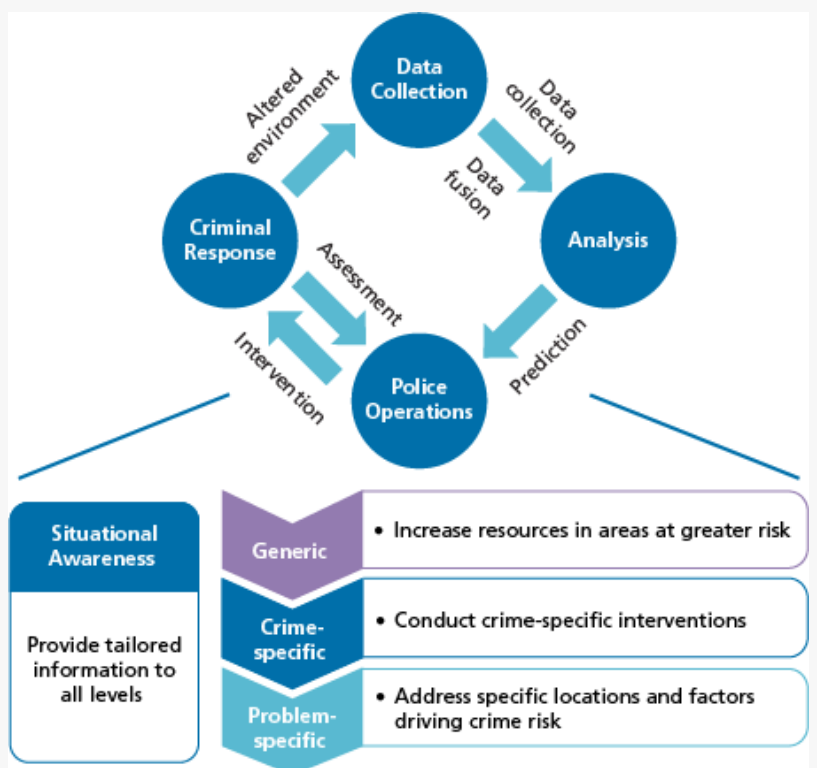 Data
Collection
Altered
environment
Data
collection
Data
fusion
Criminal
Response
Analysis
Assessment
Intervention
Prediction
Police
Operations
Situational
Awareness
Provide tailored
information to
all levels
Generic
• Increase resources in areas at greater risk
Crime-
specific
• Conduct crime-specific interventions
Problem-
specific
• Address specific locations and factors
driving crime risk